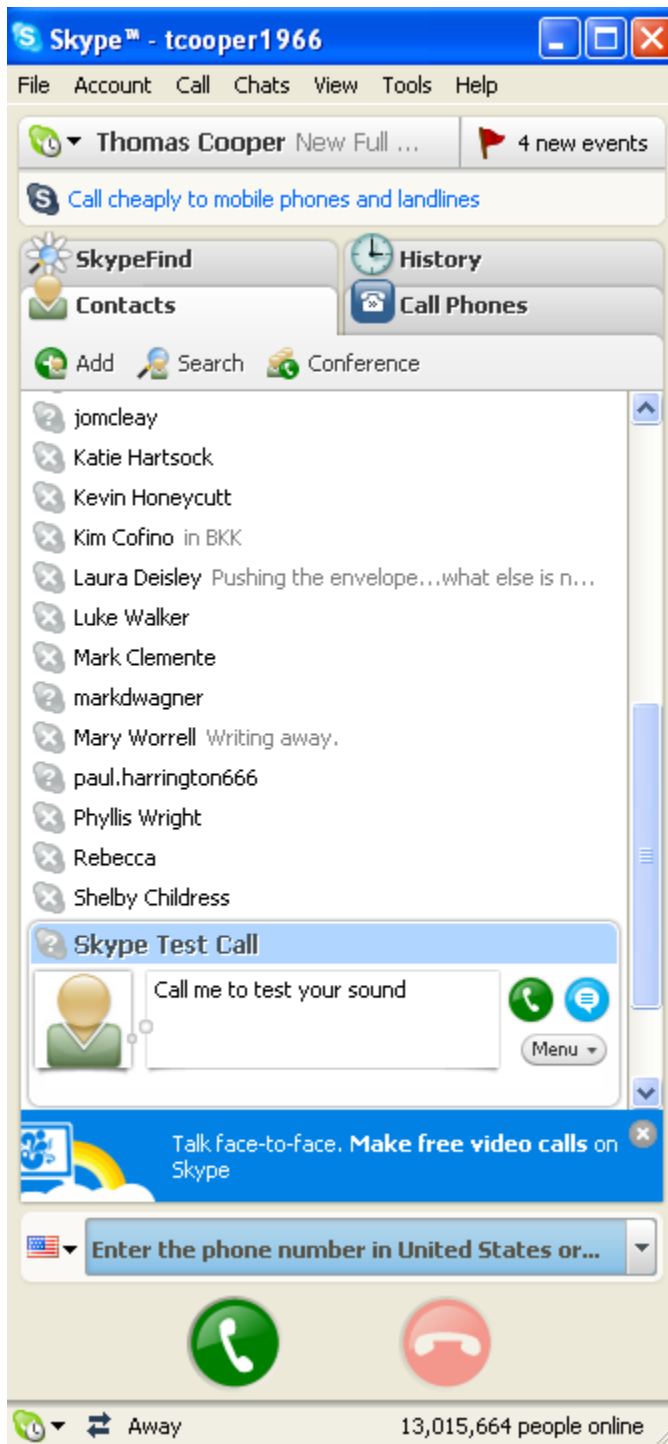 Skype™ - tcooper1966
File Account Call Chats View Tools Help
Thomas Cooper New Full ... 4 new events
Call cheaply to mobile phones and landlines
SkypeFind History
Contacts Call Phones
Add Search Conference
jomcleay
Katie Hartsock
Kevin Honeycutt
Kim Cofino in BKK
Laura Deisley Pushing the envelope...what else is n...
Luke Walker
Mark Clemente
markdwagner
Mary Worrell Writing away.
paul.harrington666
Phyllis Wright
Rebecca
Shelby Childress
Skype Test Call
Call me to test your sound
Menu
Talk face-to-face. Make free video calls on
Skype
Enter the phone number in United States or...
Away 13,015,664 people online